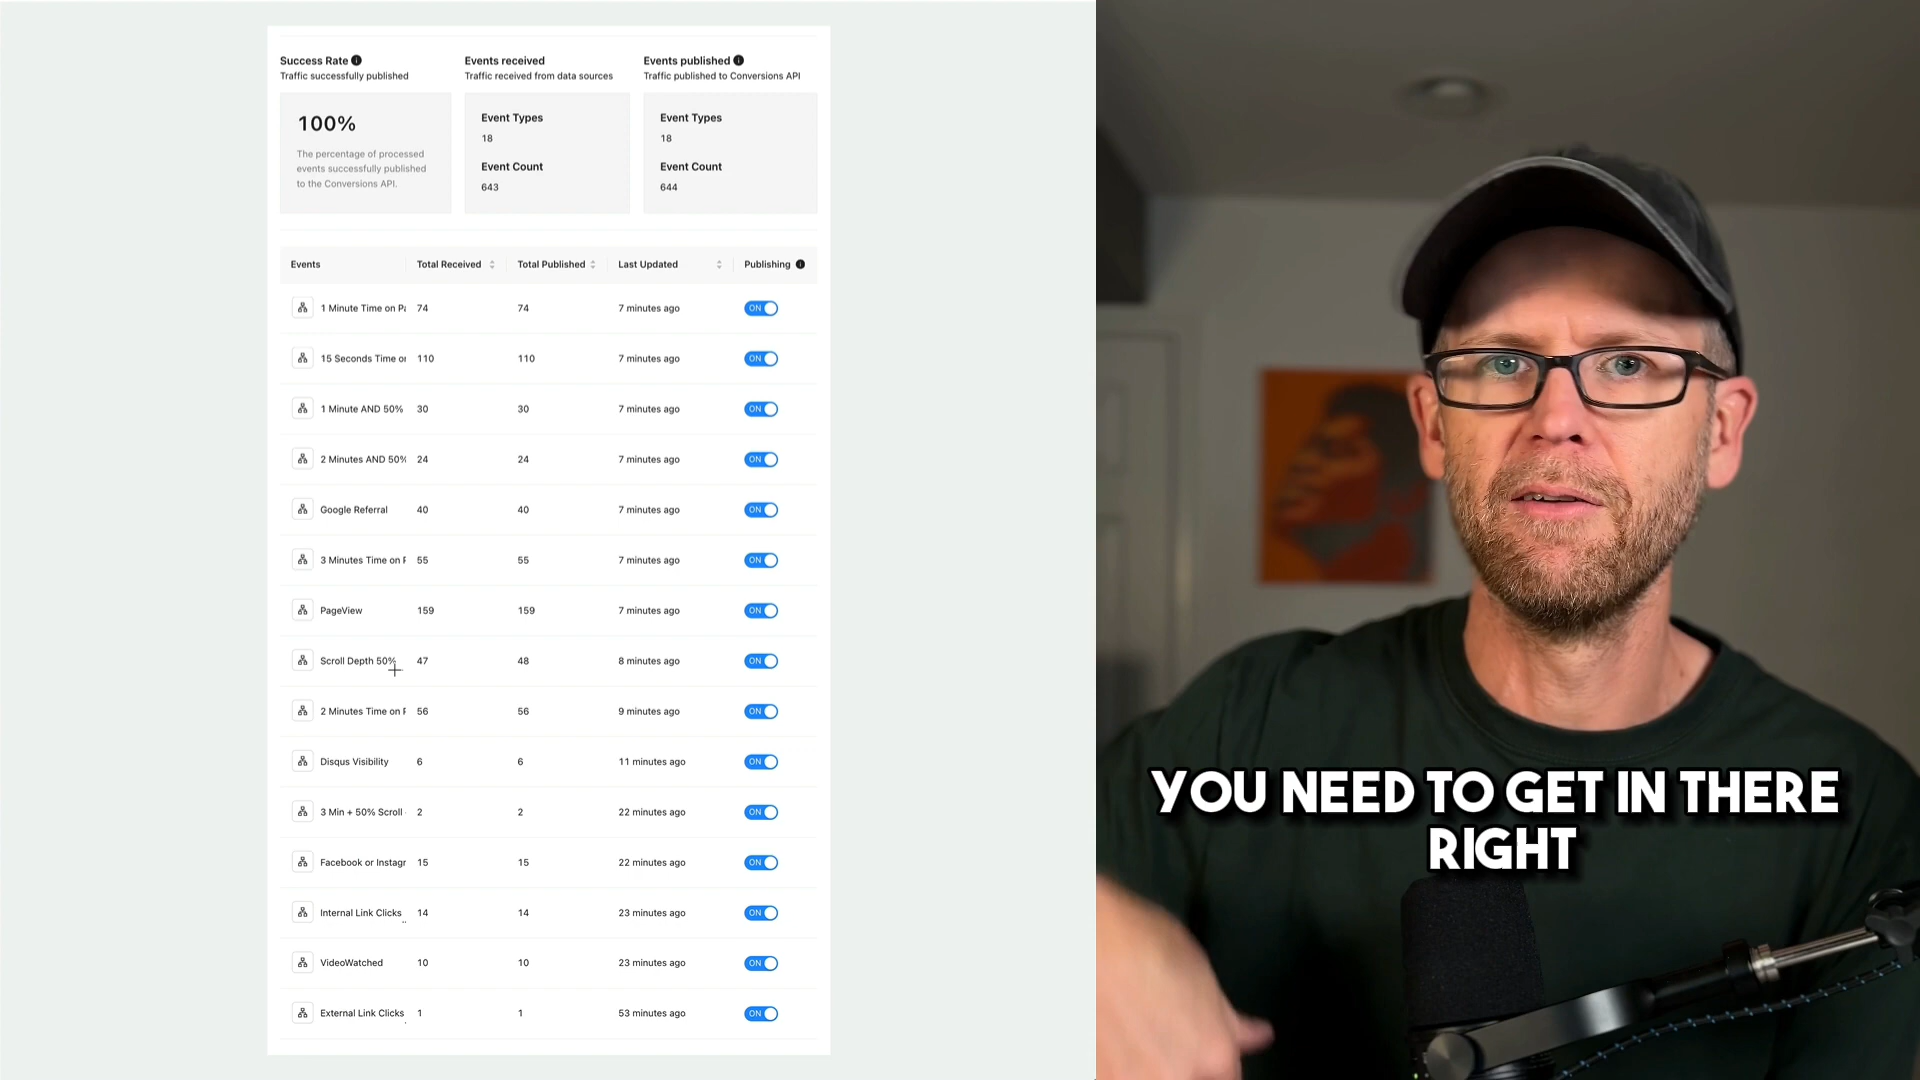 Success Rate
Traffic successfully published
Events received
Traffic received from data sources
Events published
Traffic published to Conversions API
100%
The percentage of processed
events successfully published
to the Conversions API.
Event Types
18
Event Count
643
Event Types
18
Event Count
644
Events Total Received Total Published Last Updated Publishing
1 Minute Time on Pa 74 74 7 minutes ago ON
15 Seconds Time or 110 110 7 minutes ago ON
1 Minute AND 50% 30 30 7 minutes ago ON
2 Minutes AND 50% 24 24 7 minutes ago ON
Google Referral 40 40 7 minutes ago ON
3 Minutes Time on 55 55 7 minutes ago ON
PageView 159 159 7 minutes ago ON
Scroll Depth 50% 47 48 8 minutes ago ON
2 Minutes Time on 56 56 9 minutes ago ON
Disqus Visibility 6 6 11 minutes ago ON
3 Min + 50% Scroll 2 2 22 minutes ago ON
Facebook or Instagr 15 15 22 minutes ago ON
Internal Link Clicks 14 14 23 minutes ago ON
VideoWatched 10 10 23 minutes ago ON
External Link Clicks 1 1 53 minutes ago ON
YOU NEED TO GET IN THERE
RIGHT